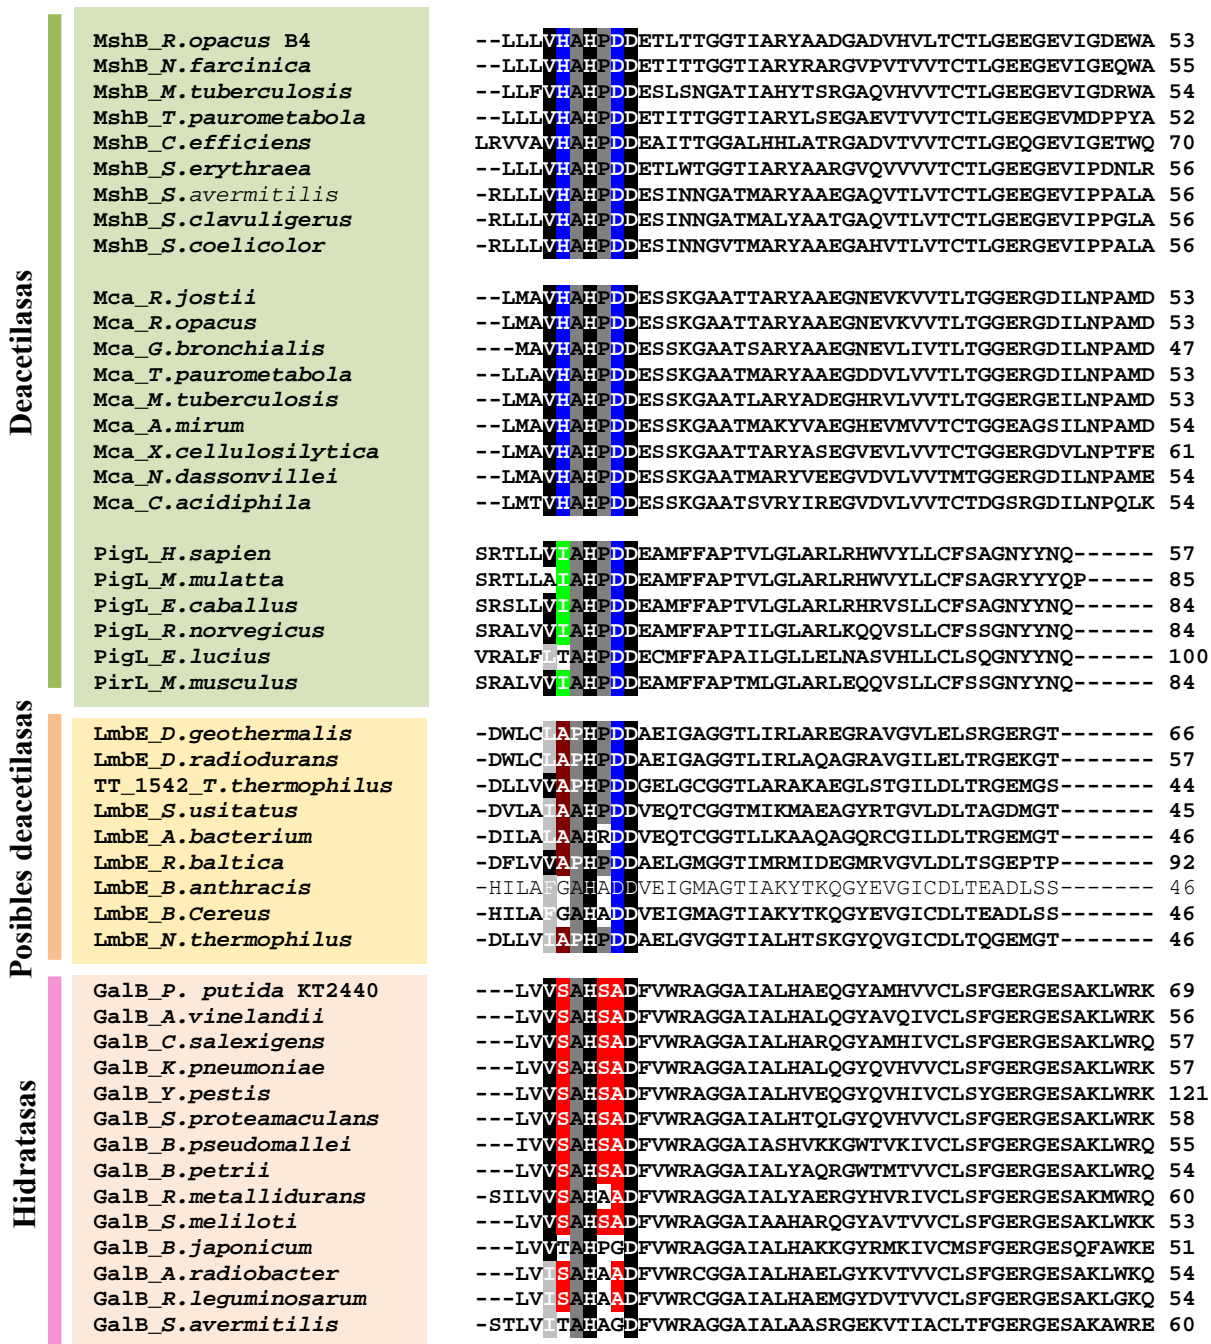 Deacetilasas
MshB_R.opacus B4 --LLLVHAHPDDETLTTGGTIARYAADGADVHVLTCTLGEEGEVIGDEWA 53
MshB_N.farcinica --LLLVHAHPDDETITTGGTIARYRARGVPVTVVTCTLGEEGEVIGEQWA 55
MshB_M.tuberculosis --LLFVHAHPDDESLSNGATIAHYTSRGAQVHVVTCTLGEEGEVIGDRWA 54
MshB_T.paurometabola --LLLVHAHPDDETITTGGTIARYLSEGAEVTVVTCTLGEEGEVMDPPYA 52
MshB_C.efficiens LRVVAVHAHPDDEAITTGGALHHLATRGADVTVVTCTLGEQGEVIGETWQ 70
MshB_S.erythraea --LLLVHAHPDDETLWTGGTIARYAARGVQVVVVTCTLGEEGEVIPDNLR 56
MshB_S.avermitilis -RLLLVHAHPDDESINNGATMARYAAEGAQVTLVTCTLGEEGEVIPPALA 56
MshB_S.clavuligerus -RLLLVHAHPDDESINNGATMALYAATGAQVTLVTCTLGEEGEVIPPGLA 56
MshB_S.coelicolor -RLLLVHAHPDDESINNGVTMARYAAEGAHVTLVTCTLGERGEVIPPALA 56
Mca_R.jostii --LMAVHAHPDDESSKGAATTARYAAEGNEVKVVTLTGGERGDILNPAMD 53
Mca_R.opacus --LMAVHAHPDDESSKGAATTARYAAEGNEVKVVTLTGGERGDILNPAMD 53
Mca_G.bronchialis ---MAVHAHPDDESSKGAATSARYAAEGNEVLIVTLTGGERGDILNPAMD 47
Mca_T.paurometabola --LLAVHAHPDDESSKGAATMARYAAEGDDVLVVTLTGGERGDILNPAMD 53
Mca_M.tuberculosis --LMAVHAHPDDESSKGAATLARYADEGHRVLVVTLTGGERGEILNPAMD 53
Mca_A.mirum --LMAVHAHPDDESSKGAATMAKYVAEGHEVMVVTCTGGEAGSILNPAMD 54
Mca_X.cellulosilytica --LMAVHAHPDDESSKGAATMARYASEGVEVLVVTCTGGERGDVLNPTFE 61
Mca_N.dassonvillei --LMAVHAHPDDESSKGAATMARYVEEGVDVLVVTMTGGERGDILNPAME 54
Mca_C.acidiphila --LMTVHAHPDDESSKGAATSVRYIREGVDVLVVTCTDGSRGDILNPQLK 54
PigL_H.sapien SRTLLVIAHPDDEAMFFAPTVLGLARLRHWVYLLCFSAGNYYNQ------ 57
PigL_M.mulatta SRTLLAIAHPDDEAMFFAPTVLGLARLRHWVYLLCFSAGRYYYQP----- 85
PigL_E.caballus SRSLLVIAHPDDEAMFFAPTVLGLARLRHRVSLLCFSAGNYYNQ------ 84
PigL_R.norvegicus SRALVVIAHPDDEAMFFAPTILGLARLKQQVSLLCFSSGNYYNQ------ 84
PigL_E.lucius VRALFLTAHPDDECMFFAPAILGLLELNASVHLLCLSQGNYYNQ------ 100
PirL_M.musculus SRALVVIAHPDDEAMFFAPTMLGLARLEQQVSLLCFSSGNYYNQ------ 84
Posibles deacetilasas
LmbE_D.geothermalis -DWLCLAPHPDDAEIGAGGTLIRLAREGRAVGVLELSRGERGT------- 66
LmbE_D.radiodurans -DWLCLAPHPDDAEIGAGGTLIRLAQAGRAVGILELTRGEKGT------- 57
TT_1542_T.thermophilus -DLLVVAPHPDDGELGCGGTLARAKAEGLSTGILDLTRGEMGS------- 44
LmbE_S.usitatus -DVLAIAAHPDDVEQTCGGTMIKMAEAGYRTGVLDLTAGDMGT------- 45
LmbE_A.bacterium -DILALAAHRDDVEQTCGGTLLKAAQAGQRCGILDLTRGEMGT------- 46
LmbE_R.baltica -DFLVVAPHPDDAELGMGGTIMRMIDEGMRVGVLDLTSGEPTP------- 92
LmbE_B.anthracis -HILAFGAHADDVEIGMAGTIAKYTKQGYEVGICDLTEADLSS------- 46
LmbE_B.Cereus -HILAFGAHADDVEIGMAGTIAKYTKQGYEVGICDLTEADLSS------- 46
LmbE_N.thermophilus -DLLVIAPHPDDAELGVGGTIALHTSKGYQVGICDLTQGEMGT------- 46
Hidratasas
GalB_P. putida KT2440 ---LVVSAHSADFVWRAGGAIALHAEQGYAMHVVCLSFGERGESAKLWRK 69
GalB_A.vinelandii ---LVVSAHSADFVWRAGGAIALHALQGYAVQIVCLSFGERGESAKLWRK 56
GalB_C.salexigens ---LVVSAHSADFVWRAGGAIALHARQGYAMHIVCLSFGERGESAKLWRQ 57
GalB_K.pneumoniae ---LVVSAHSADFVWRAGGAIALHALQGYQVHVVCLSFGERGESAKLWRK 57
GalB_Y.pestis ---LVVSAHSADFVWRAGGAIALHVEQGYQVHIVCLSYGERGESAKLWRK 121
GalB_S.proteamaculans ---LVVSAHSADFVWRAGGAIALHTQLGYQVHVVCLSFGERGESAKLWRK 58
GalB_B.pseudomallei ---IVVSAHSADFVWRAGGAIASHVKKGWTVKIVCLSFGERGESAKLWRQ 55
GalB_B.petrii ---LVVSAHSADFVWRAGGAIALYAQRGWTMTVVCLSFGERGESAKLWRQ 54
GalB_R.metallidurans -SILVVSAHAADFVWRAGGAIALYAERGYHVRIVCLSFGERGESAKMWRQ 60
GalB_S.meliloti ---LVVSAHSADFVWRAGGAIAAHARQGYAVTVVCLSFGERGESAKLWKK 53
GalB_B.japonicum ---LVVTAHPGDFVWRAGGAIALHAKKGYRMKIVCMSFGERGESQFAWKE 51
GalB_A.radiobacter ---LVISAHAADFVWRCGGAIALHAELGYKVTVVCLSFGERGESAKLWKQ 54
GalB_R.leguminosarum ---LVISAHAADFVWRCGGAIALHAEMGYDVTVVCLSFGERGESAKLGKQ 54
GalB_S.avermitilis -STLVITAHAGDFVWRAGGAIALAASRGEKVTIACLTFGERGESAKAWRE 60